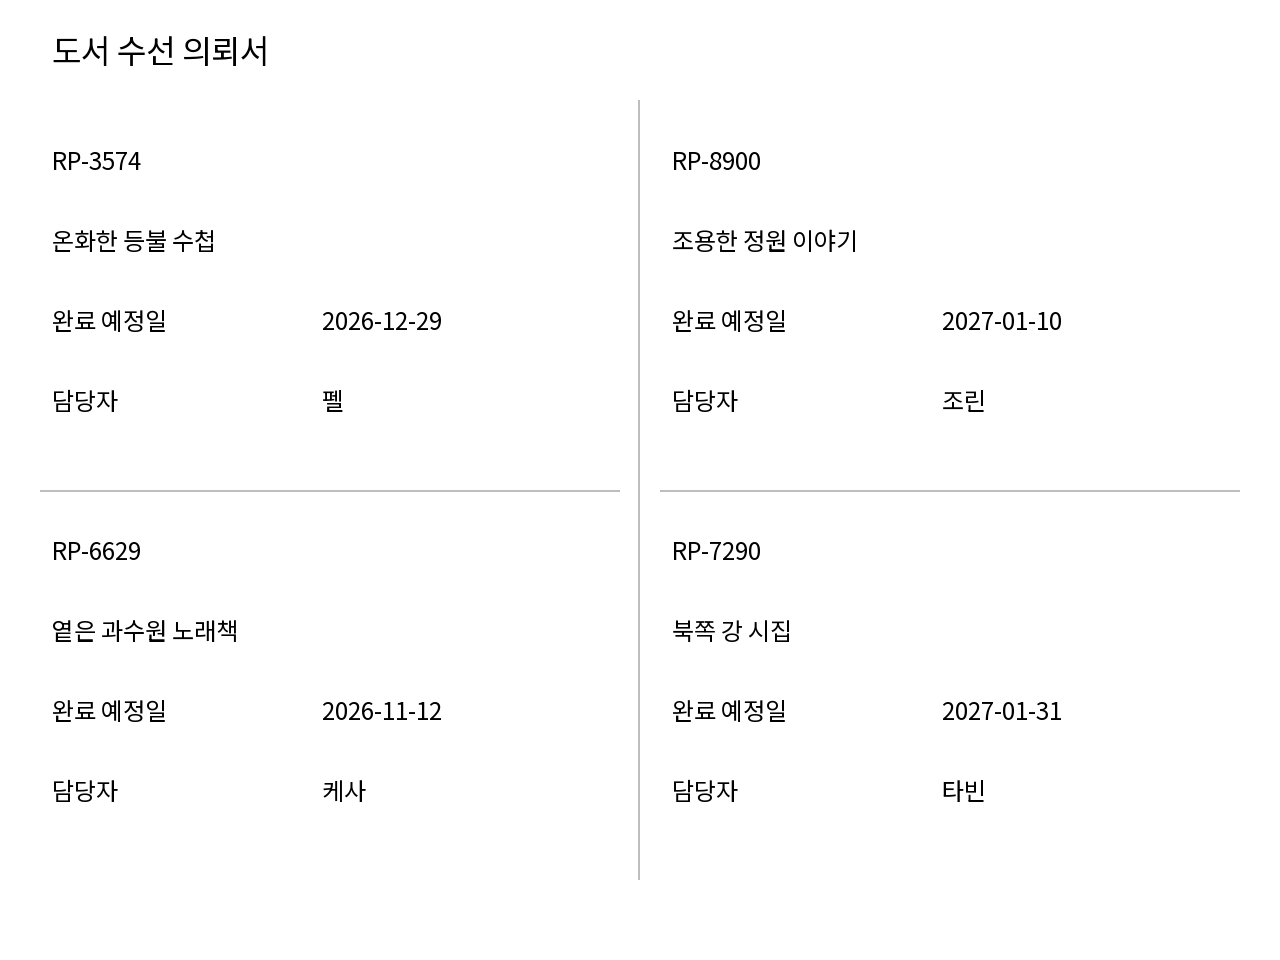 도서 수선 의뢰서
RP-3574
온화한 등불 수첩
완료 예정일 2026-12-29
담당자 펠
RP-8900
조용한 정원 이야기
완료 예정일 2027-01-10
담당자 조린
RP-6629
옅은 과수원 노래책
완료 예정일 2026-11-12
담당자 케사
RP-7290
북쪽 강 시집
완료 예정일 2027-01-31
담당자 타빈